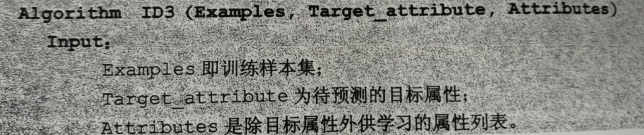 Algorithm ID3 (Examples, Target_attribute, Attributes)
Input:
Examples 即训练样本集;
Target_attribute 为待预测的目标属性;
Attributes 是除目标属性外供学习的属性列表。